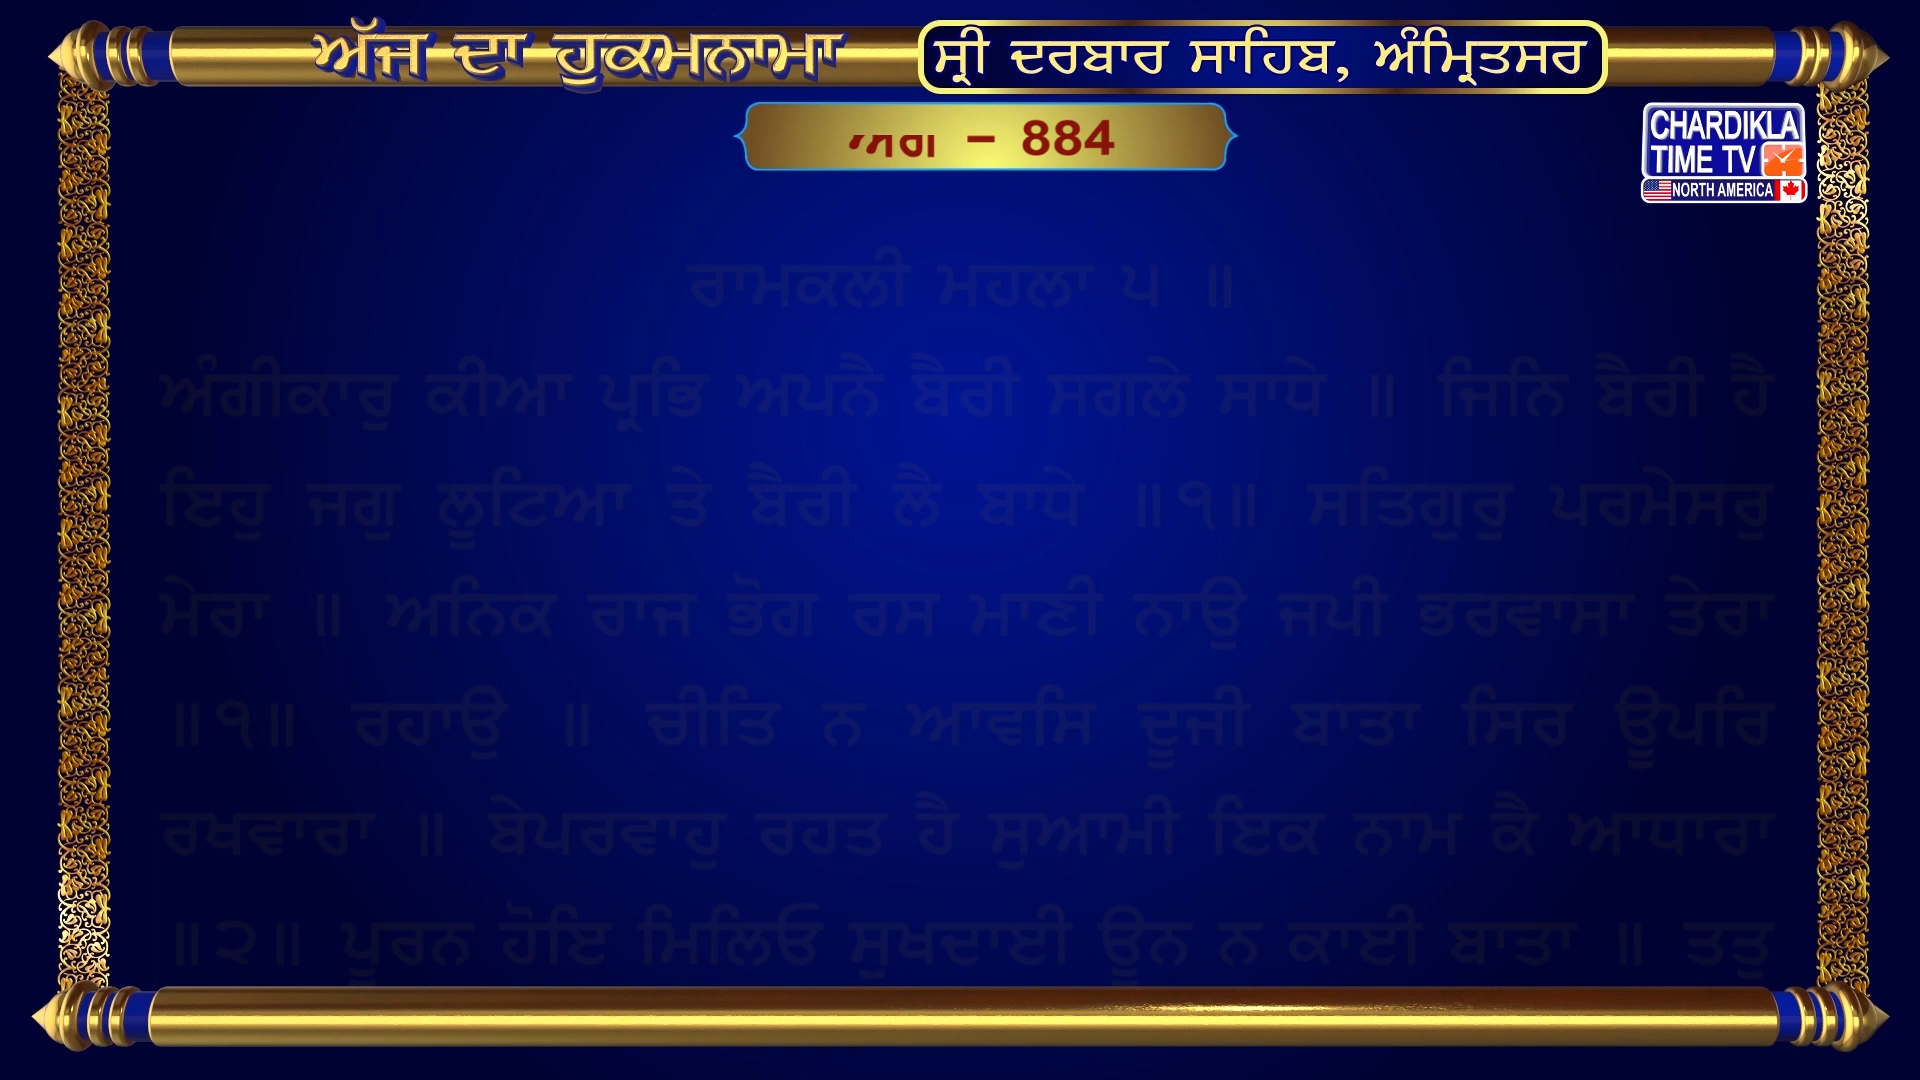 ਅੱਜ ਦਾ ਹੁਕਮਨਾਮਾ
ਸ੍ਰੀ ਦਰਬਾਰ ਸਾਹਿਬ, ਅੰਮ੍ਰਿਤਸਰ
ਅੰਗ – 884
CHARDIKLA
TIME TV
NORTH AMERICA
ਰਾਮਕਲੀ ਮਹਲਾ ੫ ॥
ਅੰਗੀਕਾਰੁ ਕੀਆ ਪ੍ਰਭਿ ਅਪਨੈ ਬੈਰੀ ਸਗਲੇ ਸਾਧੇ ॥ ਜਿਨਿ ਬੈਰੀ ਹੈ
ਇਹੁ ਜਗੁ ਲੂਟਿਆ ਤੇ ਬੈਰੀ ਲੈ ਬਾਧੇ ॥੧॥ ਸਤਿਗੁਰੁ ਪਰਮੇਸਰੁ
ਮੇਰਾ ॥ ਅਨਿਕ ਰਾਜ ਭੋਗ ਰਸ ਮਾਣੀ ਨਾਉ ਜਪੀ ਭਰਵਾਸਾ ਤੇਰਾ
॥੧॥ ਰਹਾਉ ॥ ਚੀਤਿ ਨ ਆਵਸਿ ਦੂਜੀ ਬਾਤਾ ਸਿਰ ਊਪਰਿ
ਰਖਵਾਰਾ ॥ ਬੇਪਰਵਾਹੁ ਰਹਤ ਹੈ ਸੁਆਮੀ ਇਕ ਨਾਮ ਕੈ ਆਧਾਰਾ
॥੨॥ ਪੂਰਨ ਹੋਇ ਮਿਲਿਓ ਸੁਖਦਾਈ ਊਨ ਨ ਕਾਈ ਬਾਤਾ ॥ ਤਤੁ